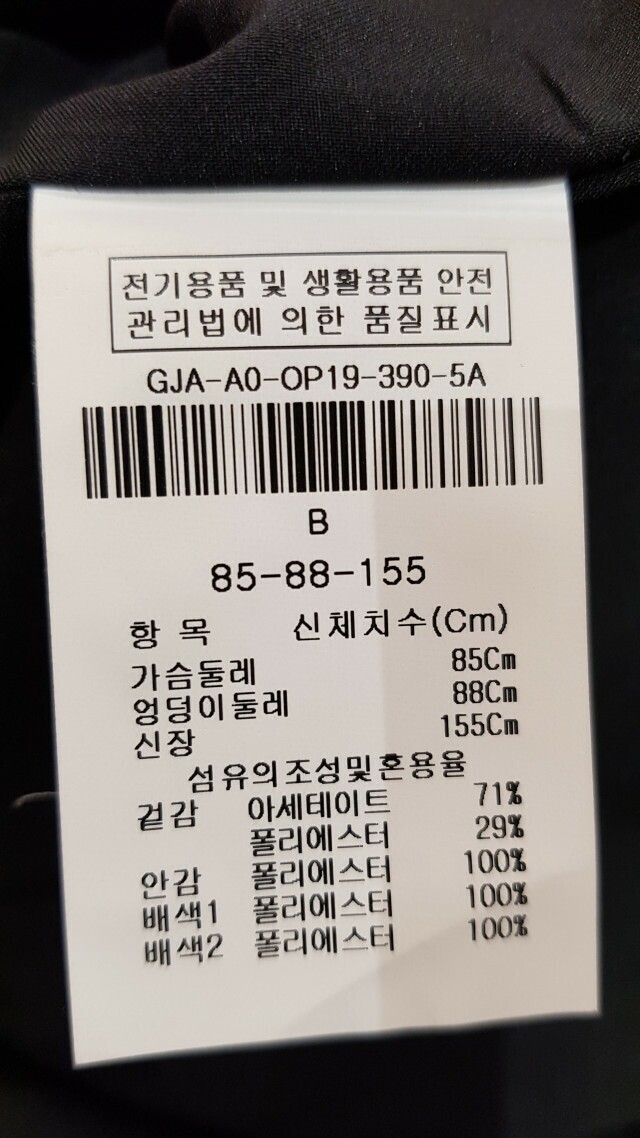 전기용품 및 생활용품 안전
관리법에 의한 품질표시
GJA-A0-OP19-390-5A
B
85-88-155
항 목 신체치수(Cm)
가슴둘레 85Cm
엉덩이둘레 88Cm
신장 155Cm
섬유의조성및혼용율
겉감 아세테이트 71%
폴리에스터 29%
안감 폴리에스터 100%
배색1 폴리에스터 100%
배색2 폴리에스터 100%